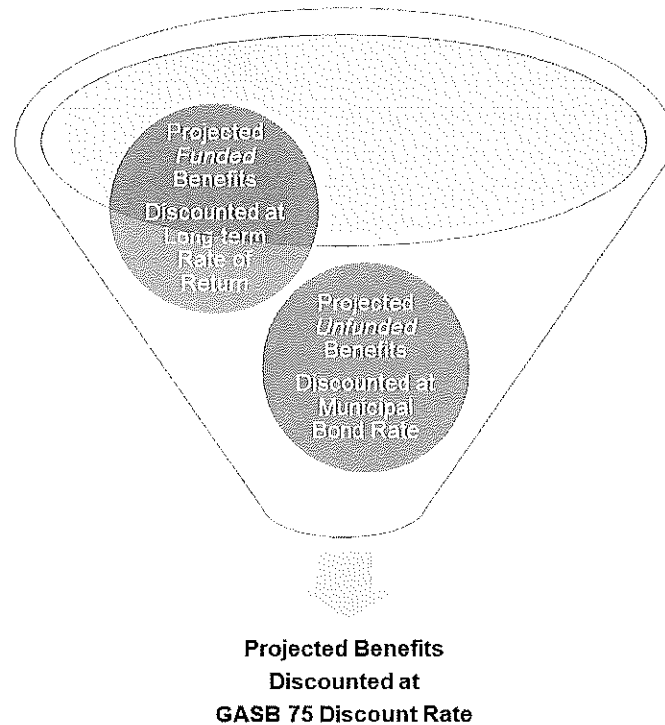 Projected
Funded
Benefits
Discounted at
Long-term
Rate of
Return
Projected
Unfunded
Benefits
Discounted at
Municipal
Bond Rate
Projected Benefits
Discounted at
GASB 75 Discount Rate